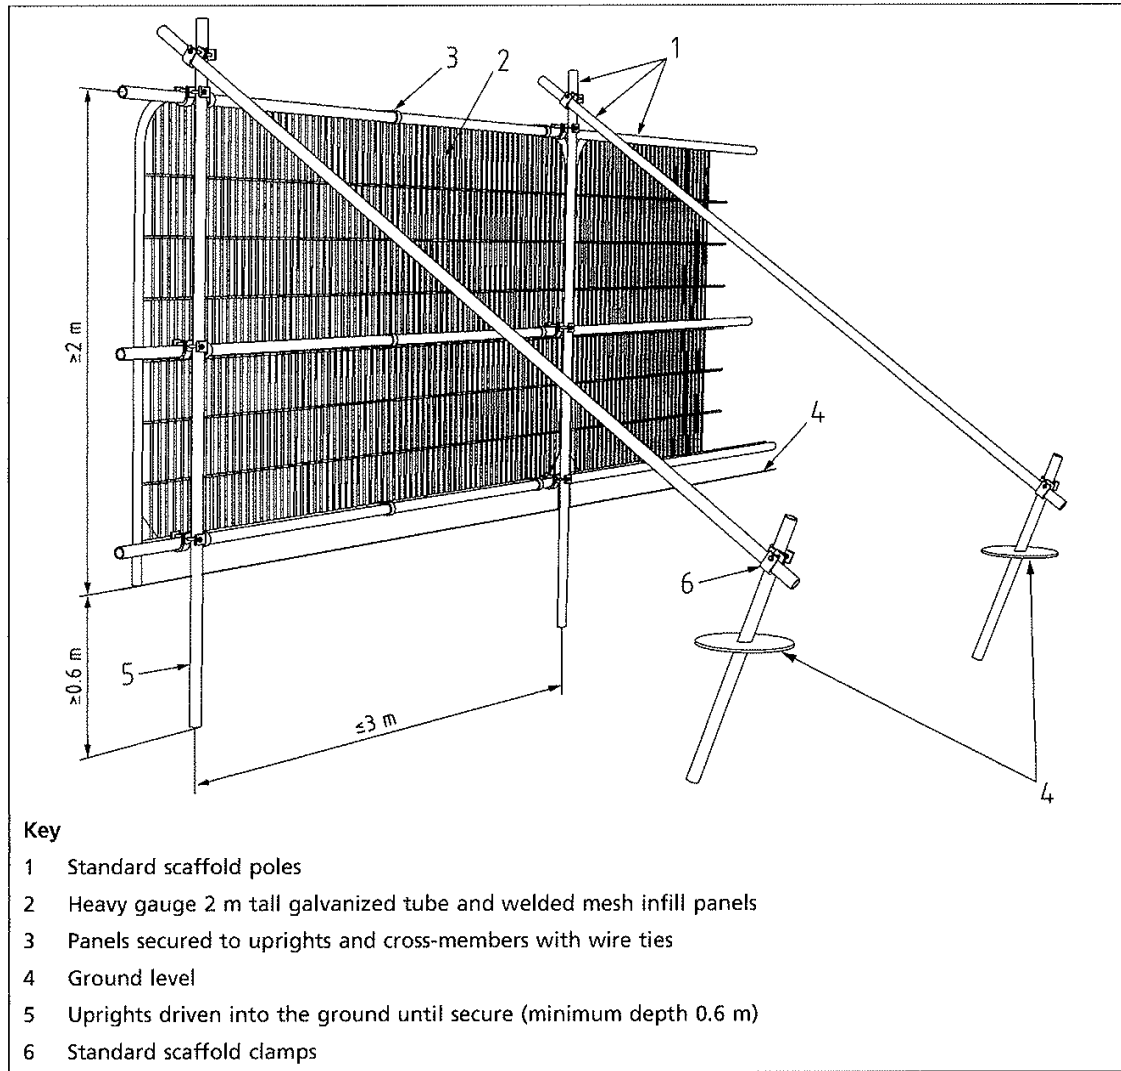 1
3
2
≥2 m
4
6
5
≥0.6 m
≤3 m
4
Key
1 Standard scaffold poles
2 Heavy gauge 2 m tall galvanized tube and welded mesh infill panels
3 Panels secured to uprights and cross-members with wire ties
4 Ground level
5 Uprights driven into the ground until secure (minimum depth 0.6 m)
6 Standard scaffold clamps